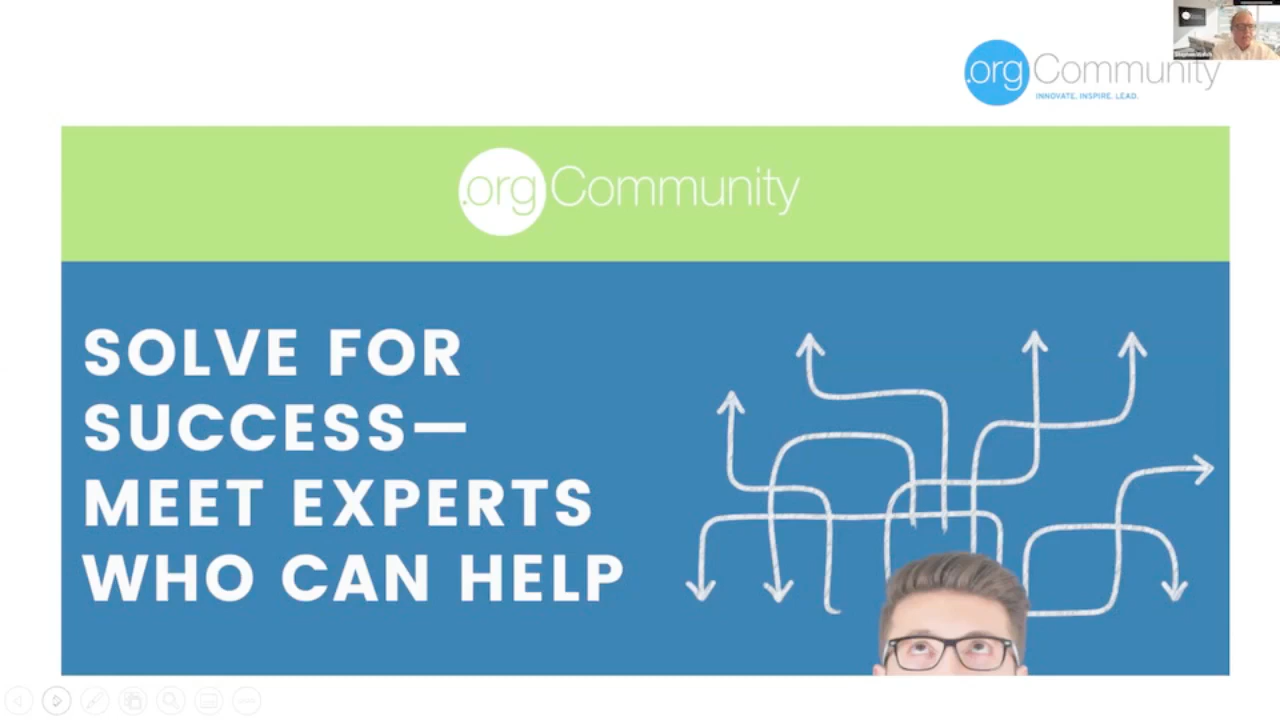 .org Community
INNOVATE. INSPIRE. LEAD.
.org Community
SOLVE FOR
SUCCESS—
MEET EXPERTS
WHO CAN HELP